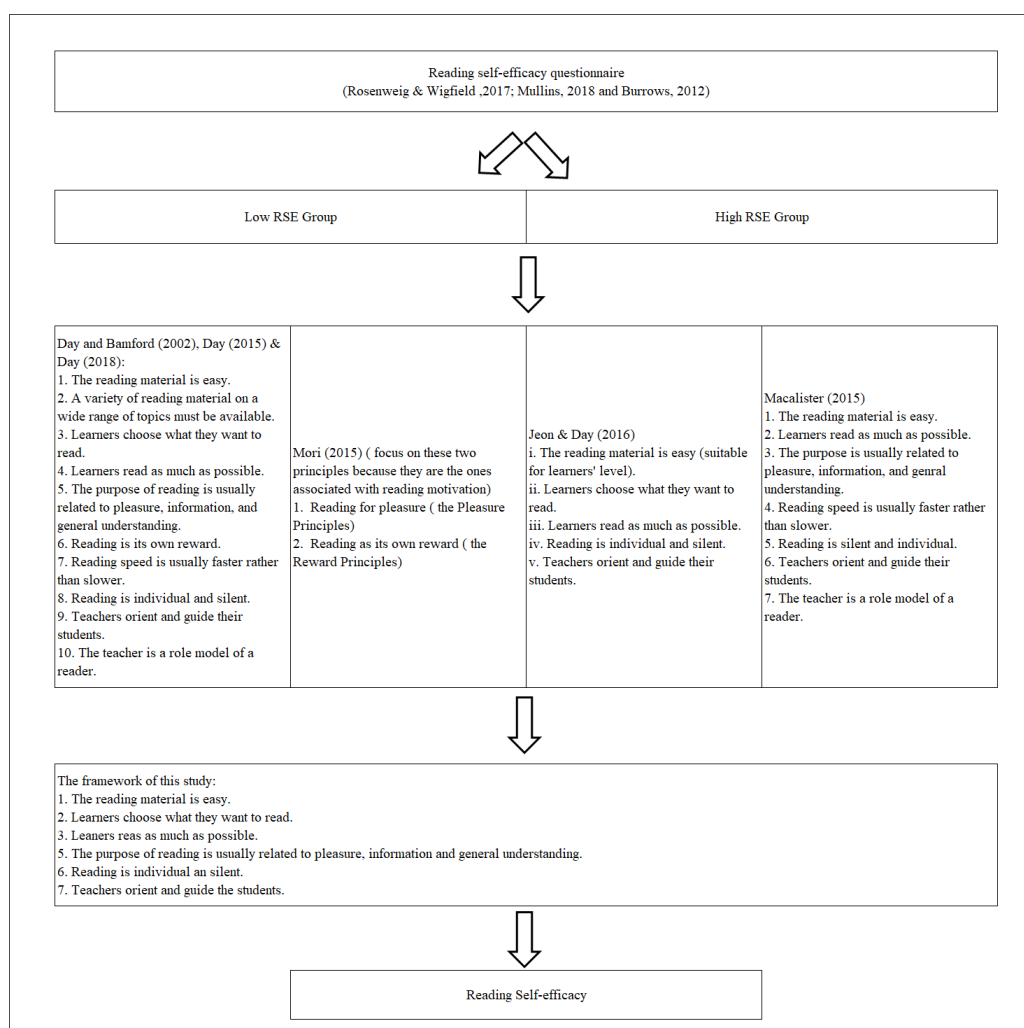 Reading self-efficacy questionnaire
(Rosenweig & Wigfield ,2017; Mullins, 2018 and Burrows, 2012)
Low RSE Group
High RSE Group
Day and Bamford (2002), Day (2015) &
Day (2018):
1. The reading material is easy.
2. A variety of reading material on a
wide range of topics must be available.
3. Learners choose what they want to
read.
4. Learners read as much as possible.
5. The purpose of reading is usually
related to pleasure, information, and
general understanding.
6. Reading is its own reward.
7. Reading speed is usually faster rather
than slower.
8. Reading is individual and silent.
9. Teachers orient and guide their
students.
10. The teacher is a role model of a
reader.
Mori (2015) ( focus on these two
principles because they are the ones
associated with reading motivation)
1. Reading for pleasure ( the Pleasure
Principles)
2. Reading as its own reward ( the
Reward Principles)
Jeon & Day (2016)
i. The reading material is easy (suitable
for learners' level).
ii. Learners choose what they want to
read.
iii. Learners read as much as possible.
iv. Reading is individual and silent.
v. Teachers orient and guide their
students.
Macalister (2015)
1. The reading material is easy.
2. Learners read as much as possible.
3. The purpose is usually related to
pleasure, information, and genral
understanding.
4. Reading speed is usually faster rather
than slower.
5. Reading is silent and individual.
6. Teachers orient and guide their
students.
7. The teacher is a role model of a
reader.
The framework of this study:
1. The reading material is easy.
2. Learners choose what they want to read.
3. Leaners reas as much as possible.
5. The purpose of reading is usually related to pleasure, information and general understanding.
6. Reading is individual an silent.
7. Teachers orient and guide the students.
Reading Self-efficacy